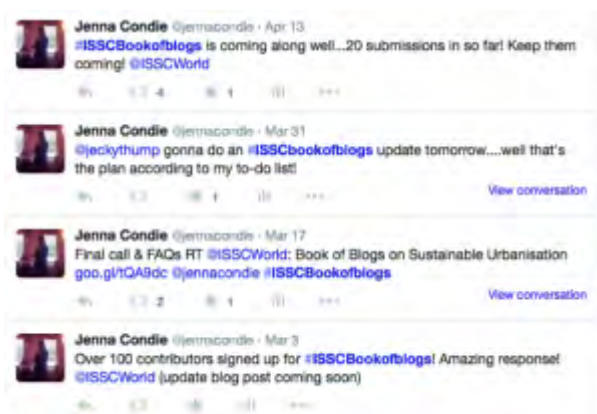 Jenna Condie @jennacondie · Apr 13
#ISSCBookofblogs is coming along well...20 submissions in so far! Keep them
coming! @ISSCWorld
4 1
Jenna Condie @jennacondie · Mar 31
@jeckythump gonna do an #ISSCbookofblogs update tomorrow....well that's
the plan according to my to-do list!
1
View conversation
Jenna Condie @jennacondie · Mar 17
Final call & FAQs RT @ISSCWorld: Book of Blogs on Sustainable Urbanisation
goo.gl/tQA9dc @jennacondie #ISSCBookofblogs
2 1
View conversation
Jenna Condie @jennacondie · Mar 3
Over 100 contributors signed up for #ISSCBookofblogs! Amazing response!
@ISSCWorld (update blog post coming soon)